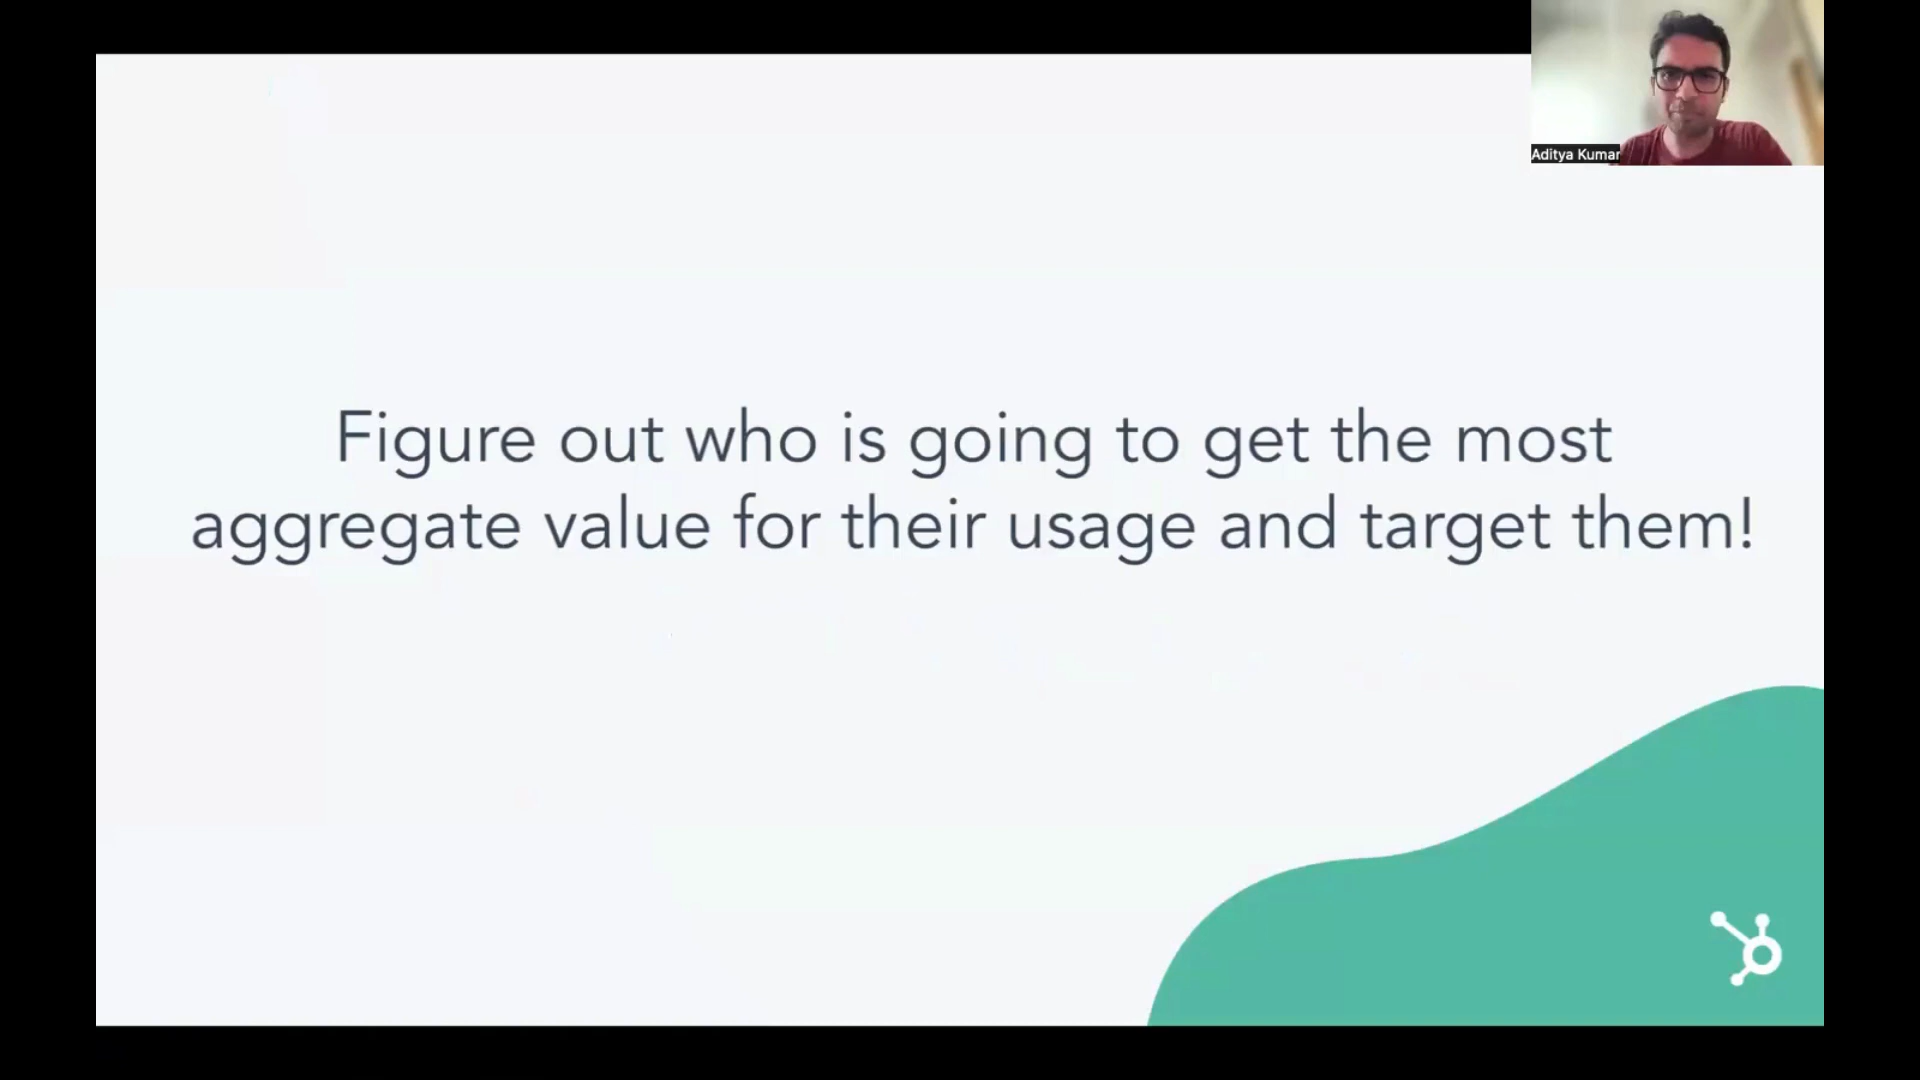 Aditya Kumar
Figure out who is going to get the most
aggregate value for their usage and target them!